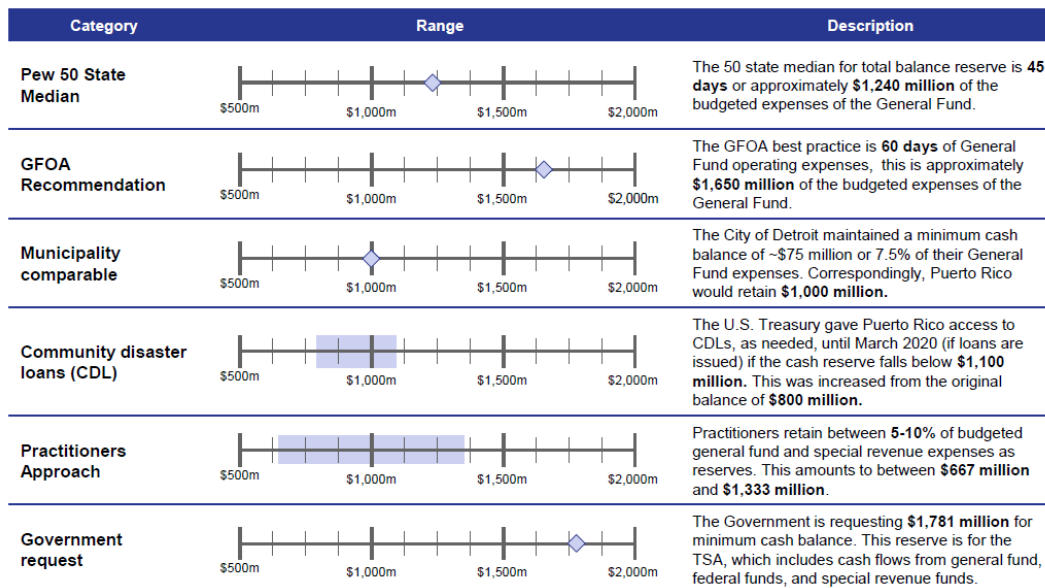 Category Range Description
Pew 50 State
Median
$500m $1,000m $1,500m $2,000m
The 50 state median for total balance reserve is 45
days or approximately $1,240 million of the
budgeted expenses of the General Fund.
GFOA
Recommendation
$500m $1,000m $1,500m $2,000m
The GFOA best practice is 60 days of General
Fund operating expenses, this is approximately
$1,650 million of the budgeted expenses of the
General Fund.
Municipality
comparable
$500m $1,000m $1,500m $2,000m
The City of Detroit maintained a minimum cash
balance of ~$75 million or 7.5% of their General
Fund expenses. Correspondingly, Puerto Rico
would retain $1,000 million.
Community disaster
loans (CDL)
$500m $1,000m $1,500m $2,000m
The U.S. Treasury gave Puerto Rico access to
CDLs, as needed, until March 2020 (if loans are
issued) if the cash reserve falls below $1,100
million. This was increased from the original
balance of $800 million.
Practitioners
Approach
$500m $1,000m $1,500m $2,000m
Practitioners retain between 5-10% of budgeted
general fund and special revenue expenses as
reserves. This amounts to between $667 million
and $1,333 million.
Government
request
$500m $1,000m $1,500m $2,000m
The Government is requesting $1,781 million for
minimum cash balance. This reserve is for the
TSA, which includes cash flows from general fund,
federal funds, and special revenue funds.